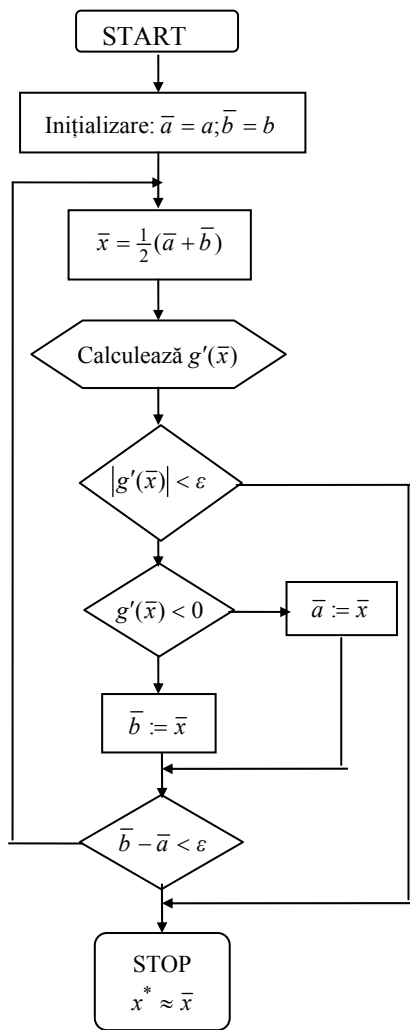 START
Inițializare: a̅ = a; b̅ = b
x̅ = ½(a̅ + b̅)
Calculează g′(x̅)
|g′(x̅)| < ε
g′(x̅) < 0
a̅ := x̅
b̅ := x̅
b̅ − a̅ < ε
STOP
x* ≈ x̅